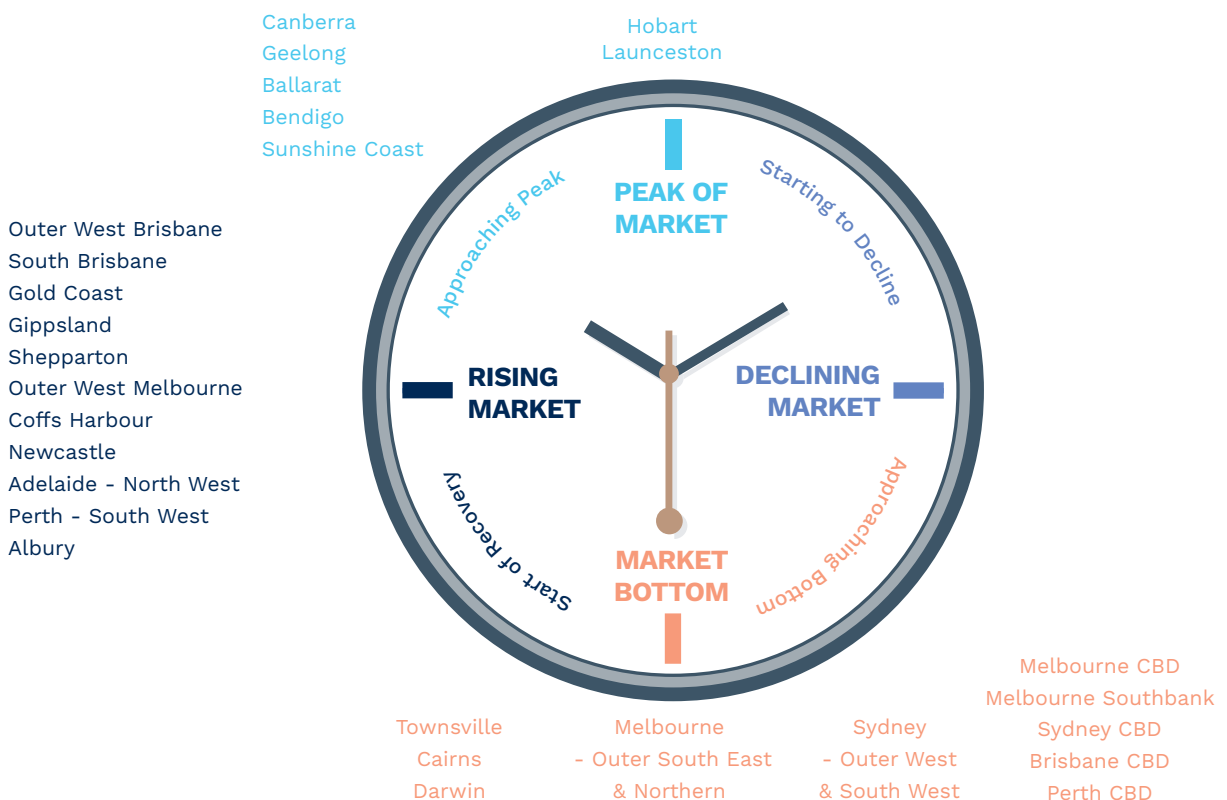 Canberra
Geelong
Ballarat
Bendigo
Sunshine Coast
Hobart
Launceston
Outer West Brisbane
South Brisbane
Gold Coast
Gippsland
Shepparton
Outer West Melbourne
Coffs Harbour
Newcastle
Adelaide - North West
Perth - South West
Albury
PEAK OF
MARKET
Approaching Peak
Starting to Decline
RISING
MARKET
DECLINING
MARKET
Start of Recovery
Approaching Bottom
MARKET
BOTTOM
Townsville
Cairns
Darwin
Melbourne
- Outer South East
& Northern
Sydney
- Outer West
& South West
Melbourne CBD
Melbourne Southbank
Sydney CBD
Brisbane CBD
Perth CBD